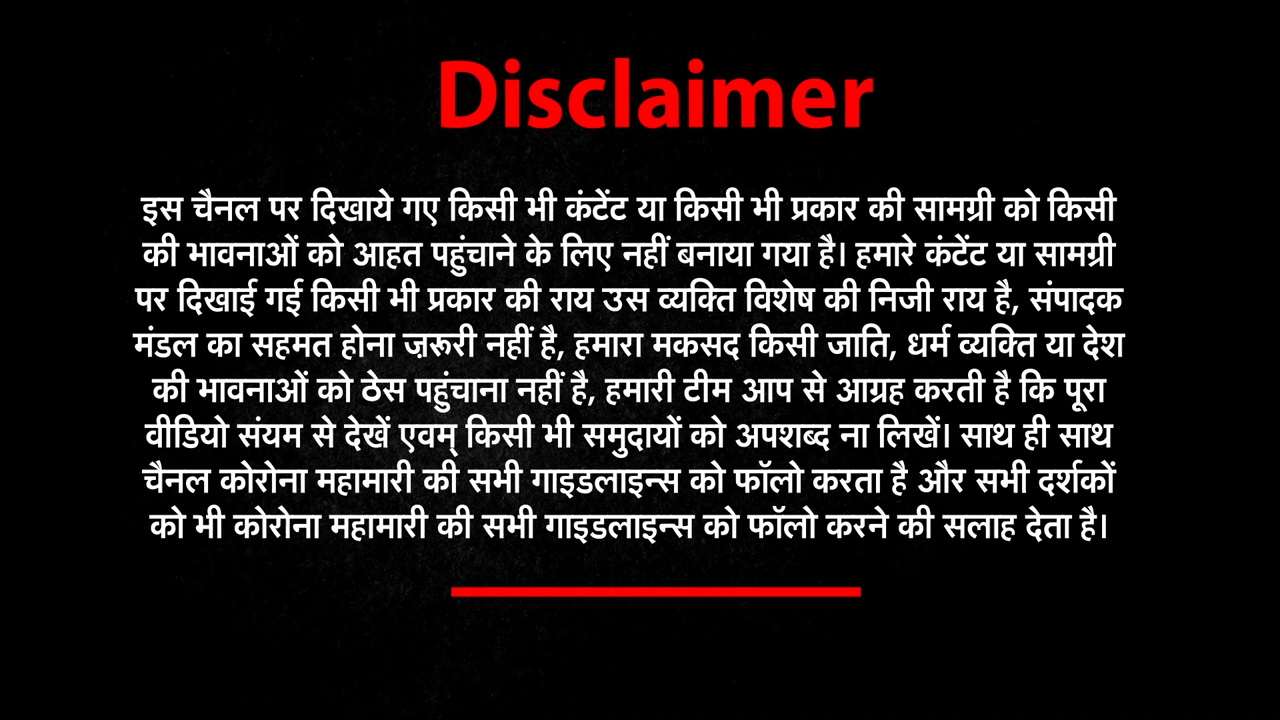 Disclaimer
इस चैनल पर दिखाये गए किसी भी कंटेंट या किसी भी प्रकार की सामग्री को किसी
की भावनाओं को आहत पहुंचाने के लिए नहीं बनाया गया है। हमारे कंटेंट या सामग्री
पर दिखाई गई किसी भी प्रकार की राय उस व्यक्ति विशेष की निजी राय है, संपादक
मंडल का सहमत होना ज़रूरी नहीं है, हमारा मकसद किसी जाति, धर्म व्यक्ति या देश
की भावनाओं को ठेस पहुंचाना नहीं है, हमारी टीम आप से आग्रह करती है कि पूरा
वीडियो संयम से देखें एवम् किसी भी समुदायों को अपशब्द ना लिखें। साथ ही साथ
चैनल कोरोना महामारी की सभी गाइडलाइन्स को फॉलो करता है और सभी दर्शकों
को भी कोरोना महामारी की सभी गाइडलाइन्स को फॉलो करने की सलाह देता है।